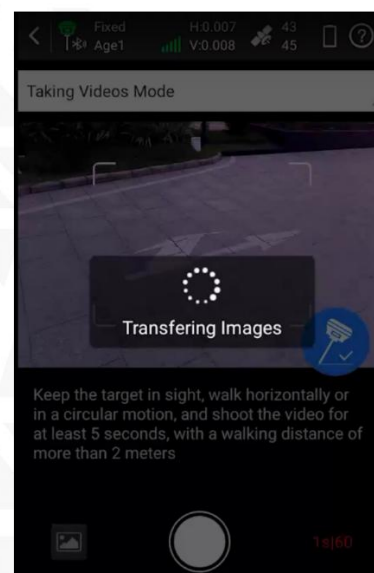 Fixed H:0.007 43
Age1 V:0.008 45
Taking Videos Mode
Transfering Images
Keep the target in sight, walk horizontally or
in a circular motion, and shoot the video for
at least 5 seconds, with a walking distance of
more than 2 meters
1s|60